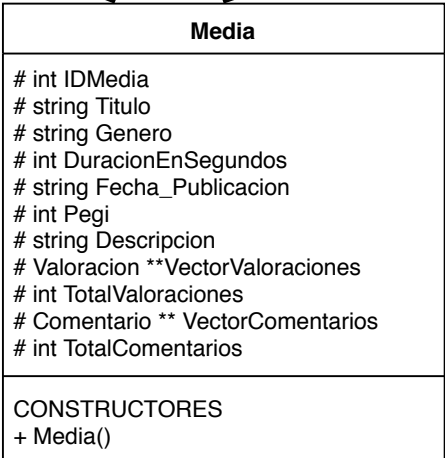 Media
# int IDMedia
# string Titulo
# string Genero
# int DuracionEnSegundos
# string Fecha_Publicacion
# int Pegi
# string Descripcion
# Valoracion **VectorValoraciones
# int TotalValoraciones
# Comentario ** VectorComentarios
# int TotalComentarios
CONSTRUCTORES
+ Media()